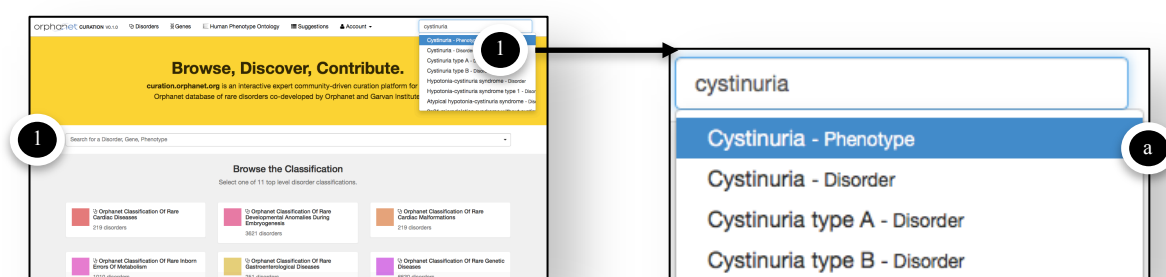 orphanet CURATION V0.1.0 Disorders Genes Human Phenotype Ontology Suggestions Account
cystinuria
Cystinuria - Phenotype
Cystinuria - Disorder
Cystinuria type A - Disorder
Cystinuria type B - Disorder
Hypotonia-cystinuria syndrome - Disorder
Hypotonia-cystinuria syndrome type 1 - Disor
Atypical hypotonia-cystinuria syndrome - Dis
1
Browse, Discover, Contribute.
curation.orphanet.org is an interactive expert community-driven curation platform for
Orphanet database of rare disorders co-developed by Orphanet and Garvan Institute
1
Search for a Disorder, Gene, Phenotype
Browse the Classification
Select one of 11 top level disorder classifications.
Orphanet Classification Of Rare
Cardiac Diseases
219 disorders
Orphanet Classification Of Rare
Developmental Anomalies During
Embryogenesis
3621 disorders
Orphanet Classification Of Rare
Cardiac Malformations
219 disorders
Orphanet Classification Of Rare Inborn
Errors Of Metabolism
Orphanet Classification Of Rare
Gastroenterological Diseases
Orphanet Classification Of Rare Genetic
Diseases
cystinuria
Cystinuria - Phenotype
a
Cystinuria - Disorder
Cystinuria type A - Disorder
Cystinuria type B - Disorder